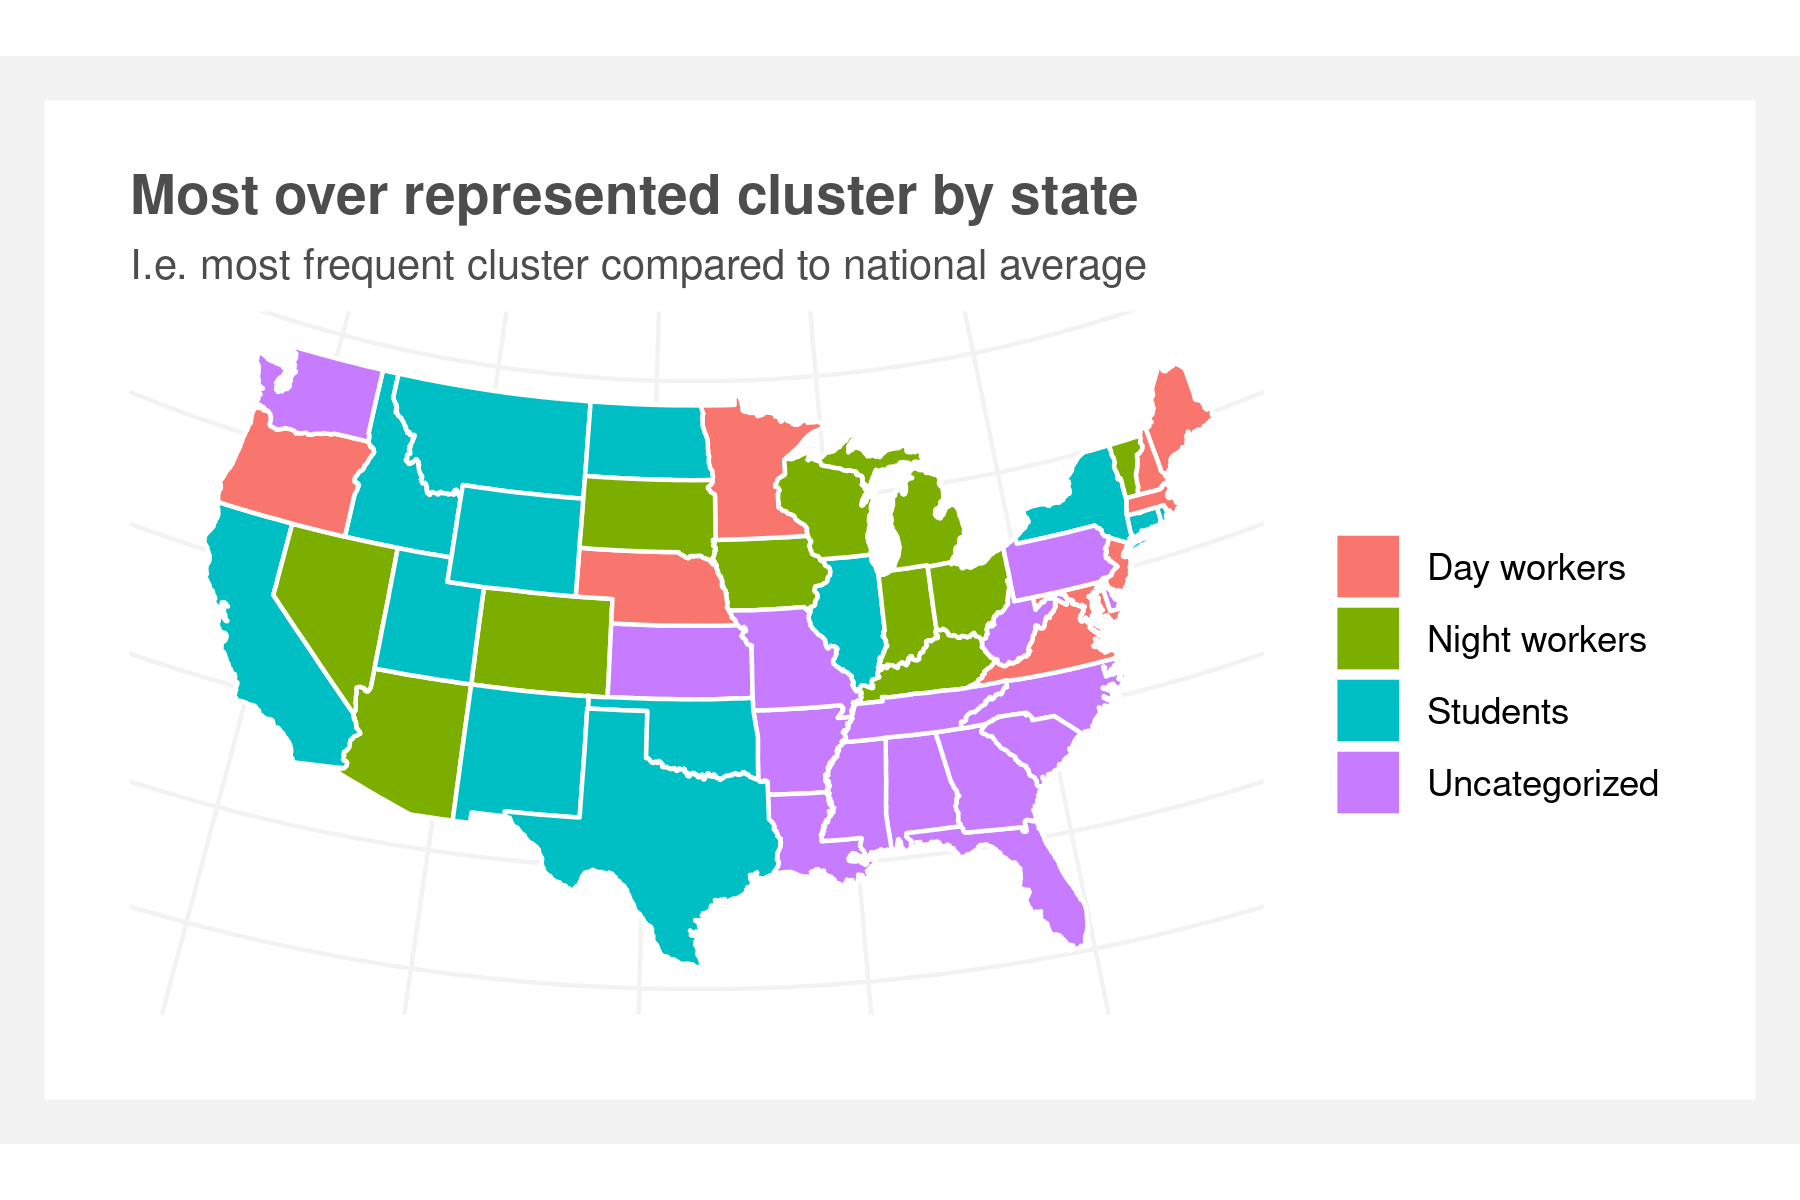 Most over represented cluster by state
I.e. most frequent cluster compared to national average
Day workers
Night workers
Students
Uncategorized